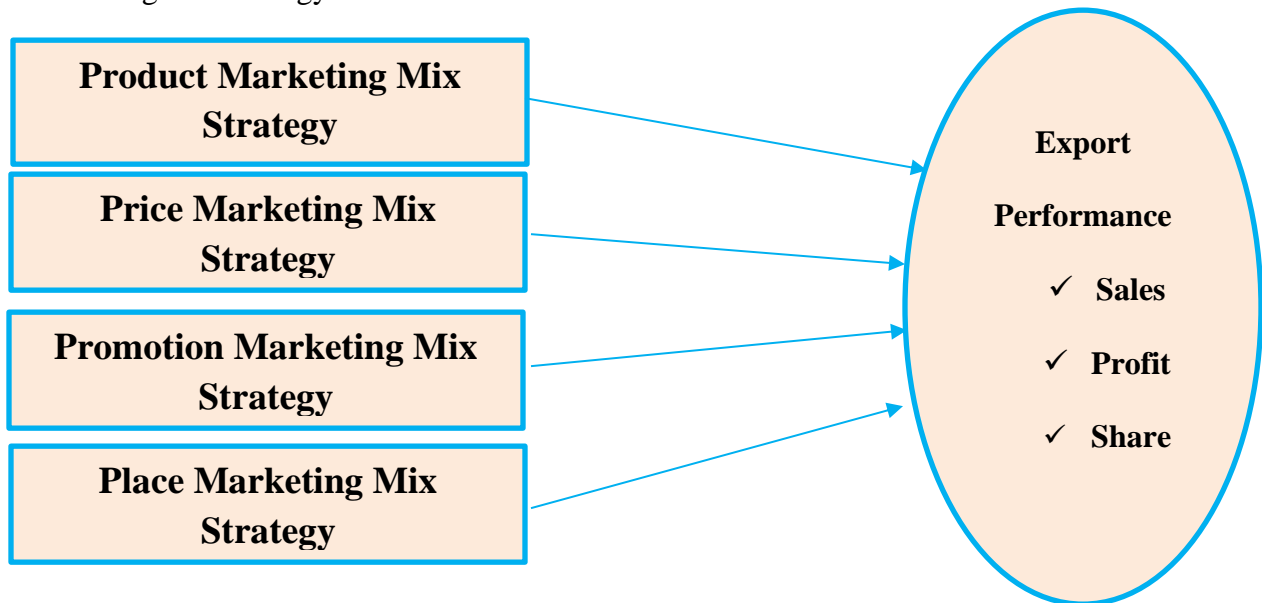 Product Marketing Mix
Strategy
Price Marketing Mix
Strategy
Promotion Marketing Mix
Strategy
Place Marketing Mix
Strategy
Export
Performance
✓ Sales
✓ Profit
✓ Share